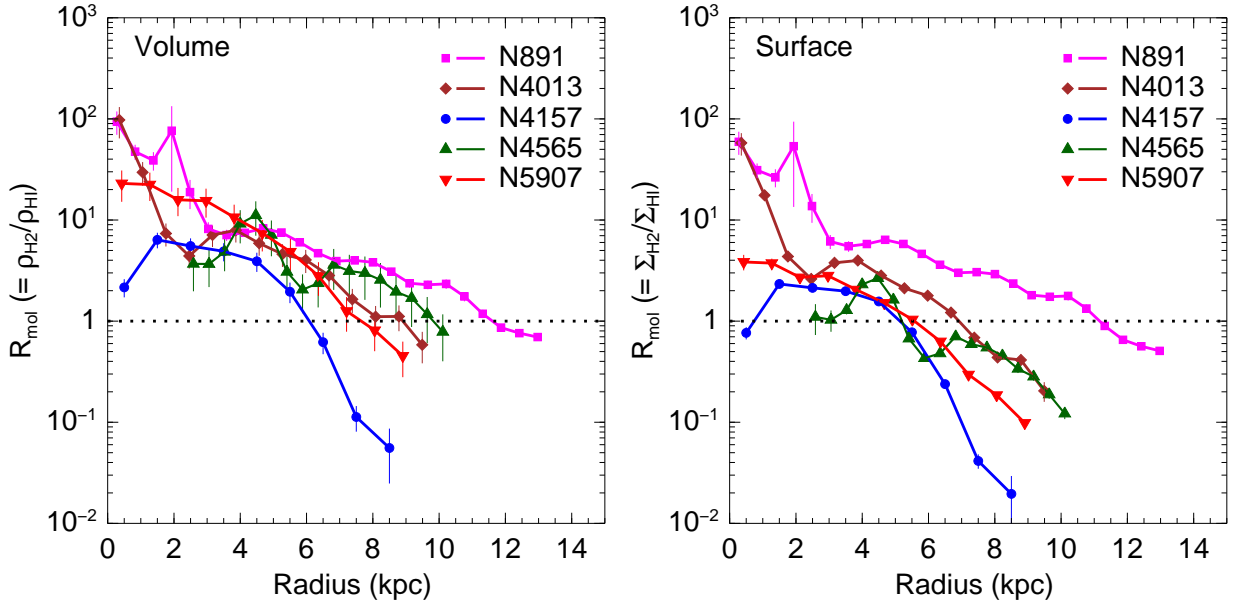 Volume
N891
N4013
N4157
N4565
N5907
10³
10²
10
1
10⁻¹
10⁻²
R_mol (= ρ_H2/ρ_HI)
0 2 4 6 8 10 12 14
Radius (kpc)
Surface
N891
N4013
N4157
N4565
N5907
10³
10²
10
1
10⁻¹
10⁻²
R_mol (= Σ_H2/Σ_HI)
0 2 4 6 8 10 12 14
Radius (kpc)